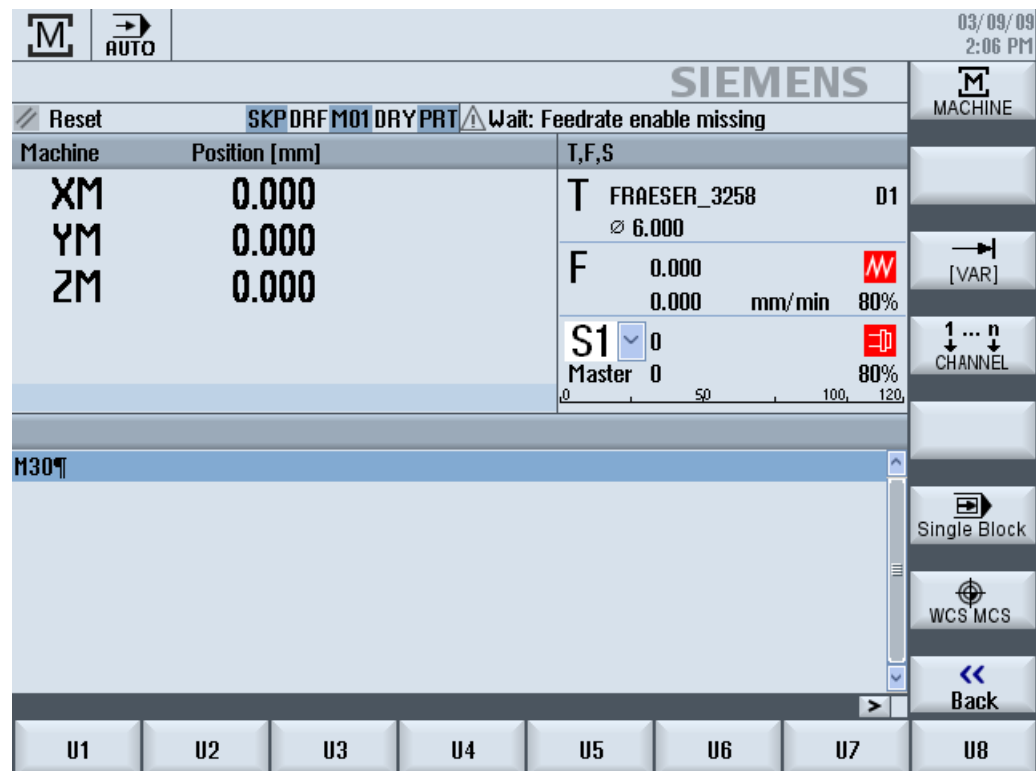 M AUTO 03/09/09
2:06 PM
SIEMENS
MACHINE
Reset SKP DRF M01 DRY PRT Wait: Feedrate enable missing
Machine Position [mm] T,F,S
XM 0.000
YM 0.000
ZM 0.000
T FRAESER_3258 D1
⌀ 6.000
F 0.000
0.000 mm/min 80%
S1 0
Master 0 80%
0 50 100 120
M30¶
[VAR]
1 ... n
CHANNEL
Single Block
WCS MCS
<<
Back
>
U1 U2 U3 U4 U5 U6 U7 U8